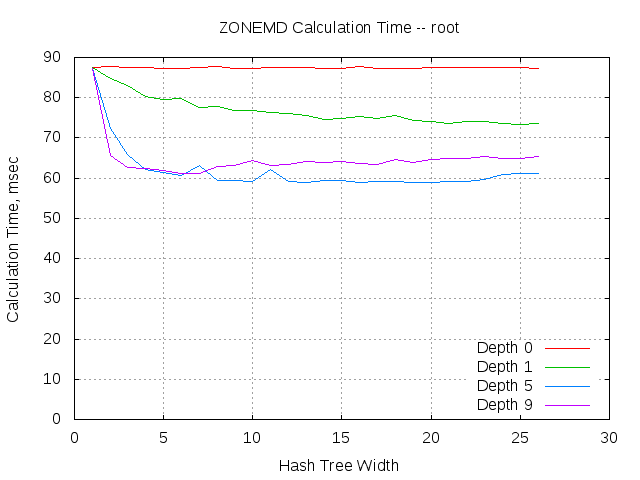 ZONEMD Calculation Time -- root
90
80
70
60
50
40
30
20
10
0
Calculation Time, msec
Depth 0
Depth 1
Depth 5
Depth 9
0 5 10 15 20 25 30
Hash Tree Width